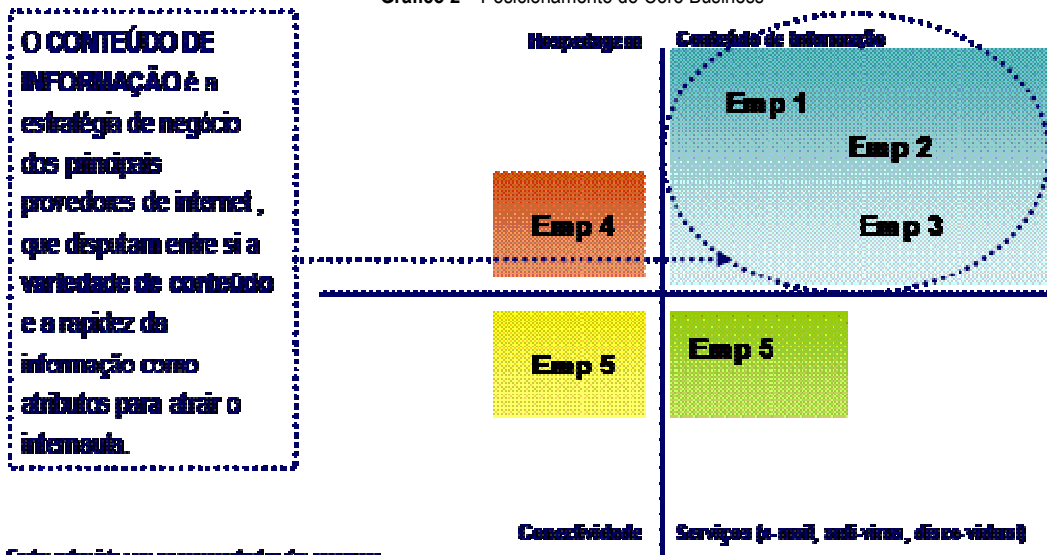 Gráfico 2 – Posicionamento do Core Business
O CONTEÚDO DE
INFORMAÇÃO é a
estratégia de negócio
dos principais
provedores de internet,
que disputam entre si a
variedade de conteúdo
e a rapidez da
informação como
atributos para atrair o
internauta.
Hospedagem
Conteúdo de Informação
Emp 1
Emp 2
Emp 3
Emp 4
Emp 5
Emp 5
Conectividade
Serviços (e-mail, anti-virus, disco-virtual)